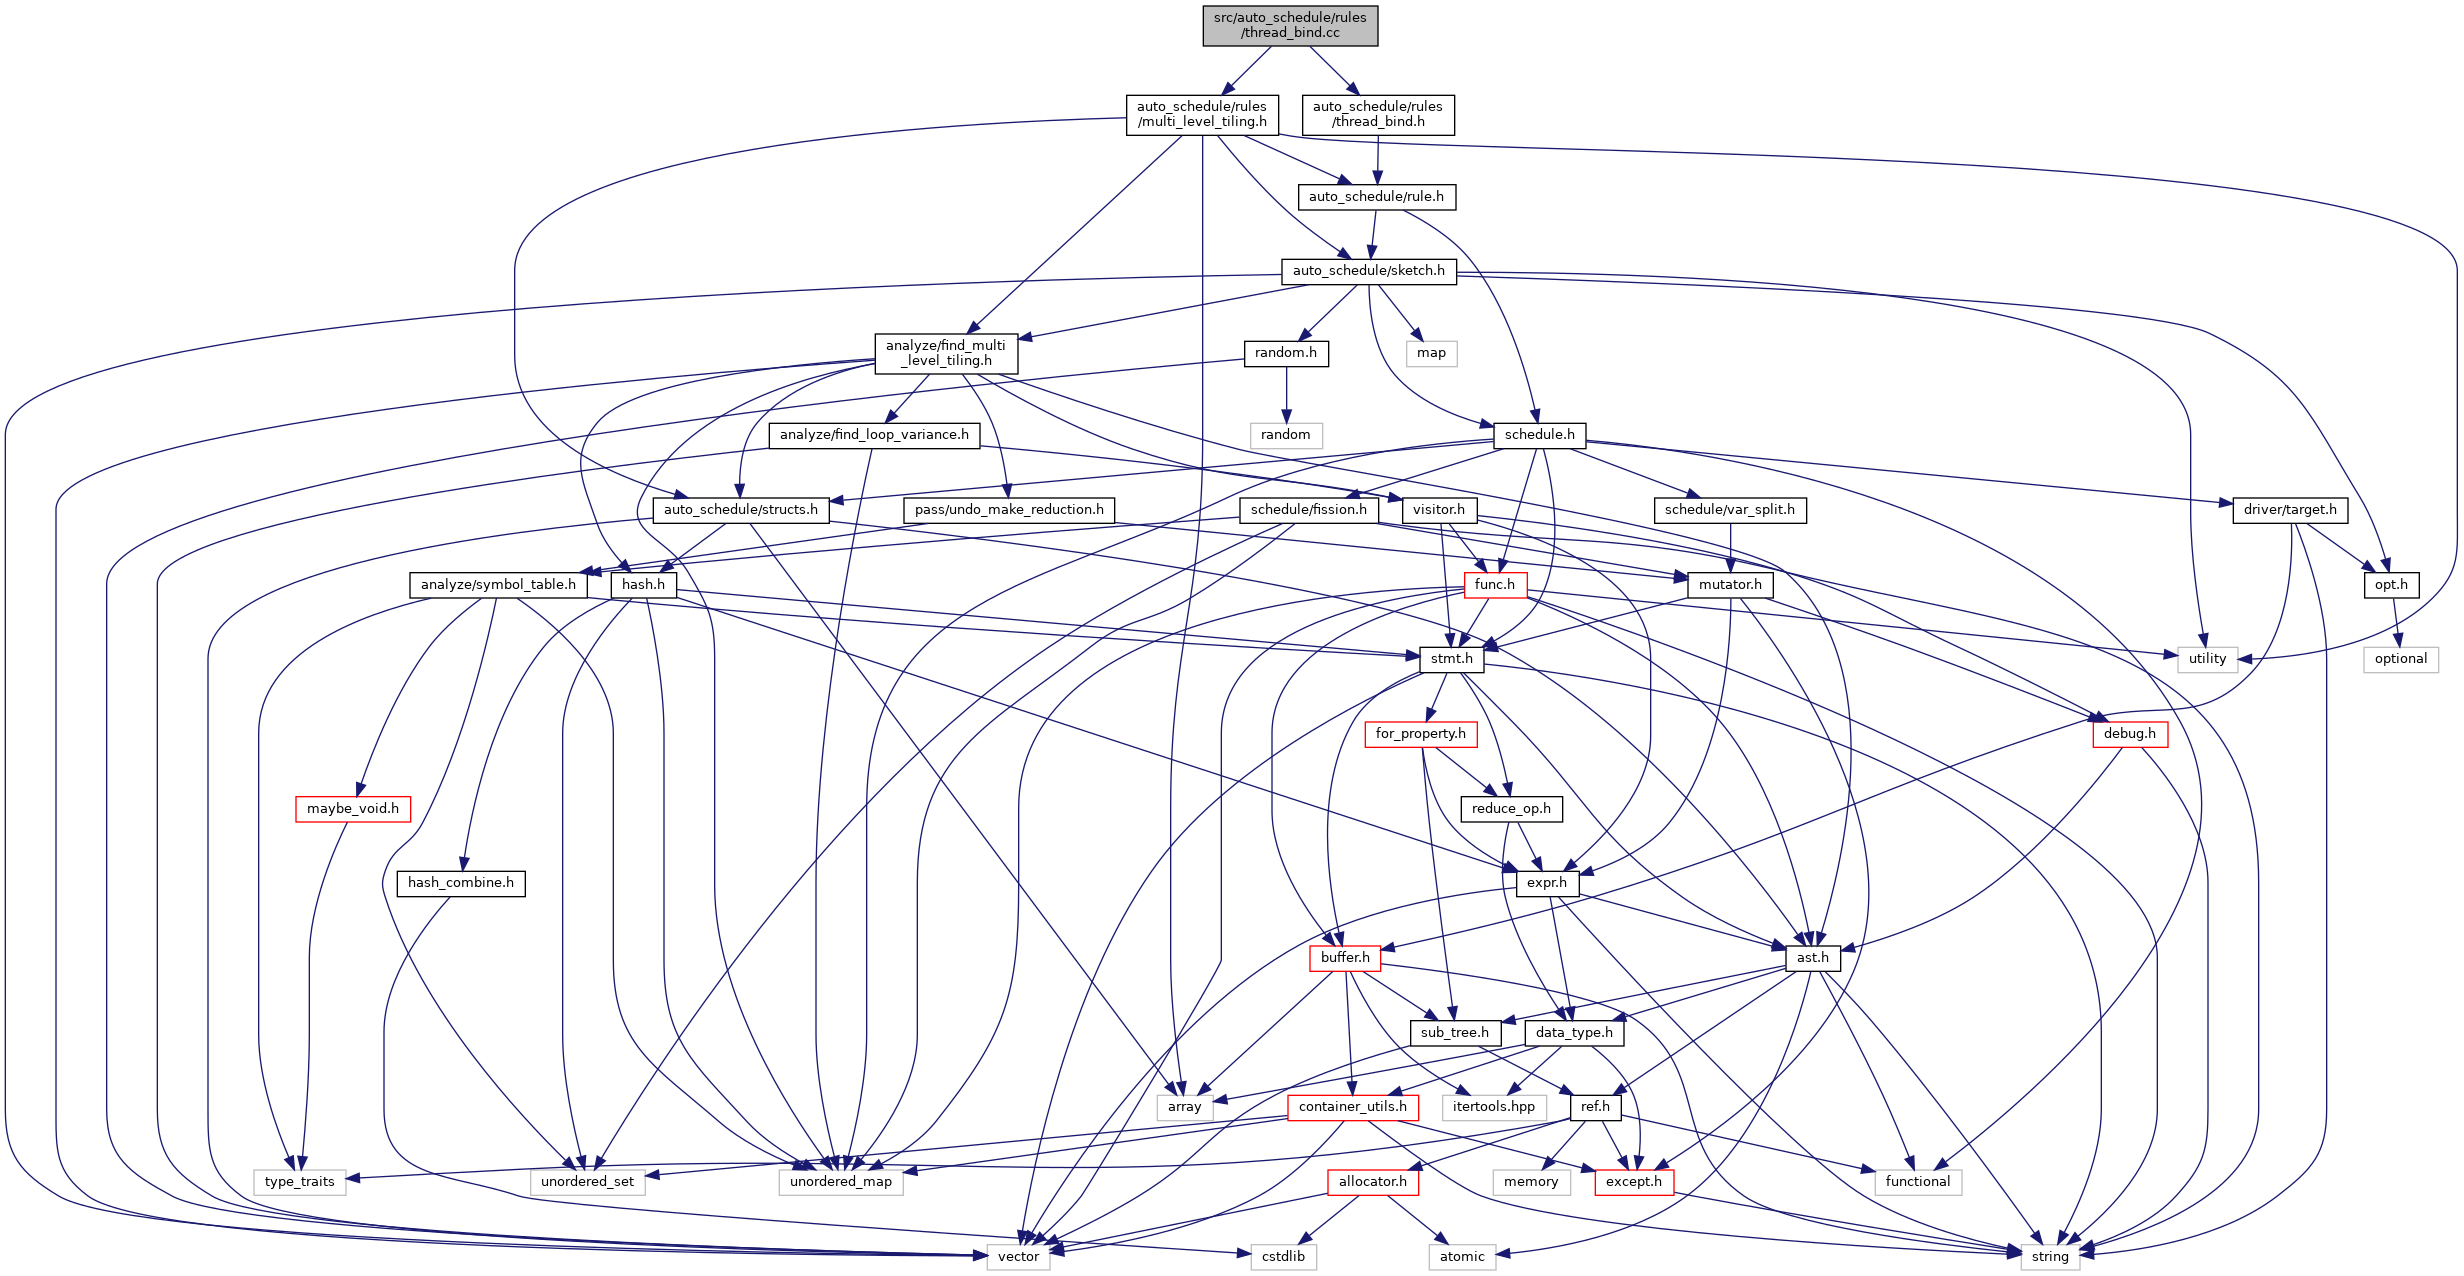 src/auto_schedule/rules
/thread_bind.cc
auto_schedule/rules
/multi_level_tiling.h
auto_schedule/rules
/thread_bind.h
auto_schedule/rule.h
auto_schedule/sketch.h
analyze/find_multi
_level_tiling.h
random.h
map
analyze/find_loop_variance.h
random
schedule.h
auto_schedule/structs.h
pass/undo_make_reduction.h
schedule/fission.h
visitor.h
schedule/var_split.h
driver/target.h
analyze/symbol_table.h
hash.h
func.h
mutator.h
opt.h
stmt.h
utility
optional
for_property.h
debug.h
maybe_void.h
reduce_op.h
hash_combine.h
expr.h
buffer.h
ast.h
sub_tree.h
data_type.h
array
container_utils.h
itertools.hpp
ref.h
type_traits
unordered_set
unordered_map
allocator.h
memory
except.h
functional
vector
cstdlib
atomic
string